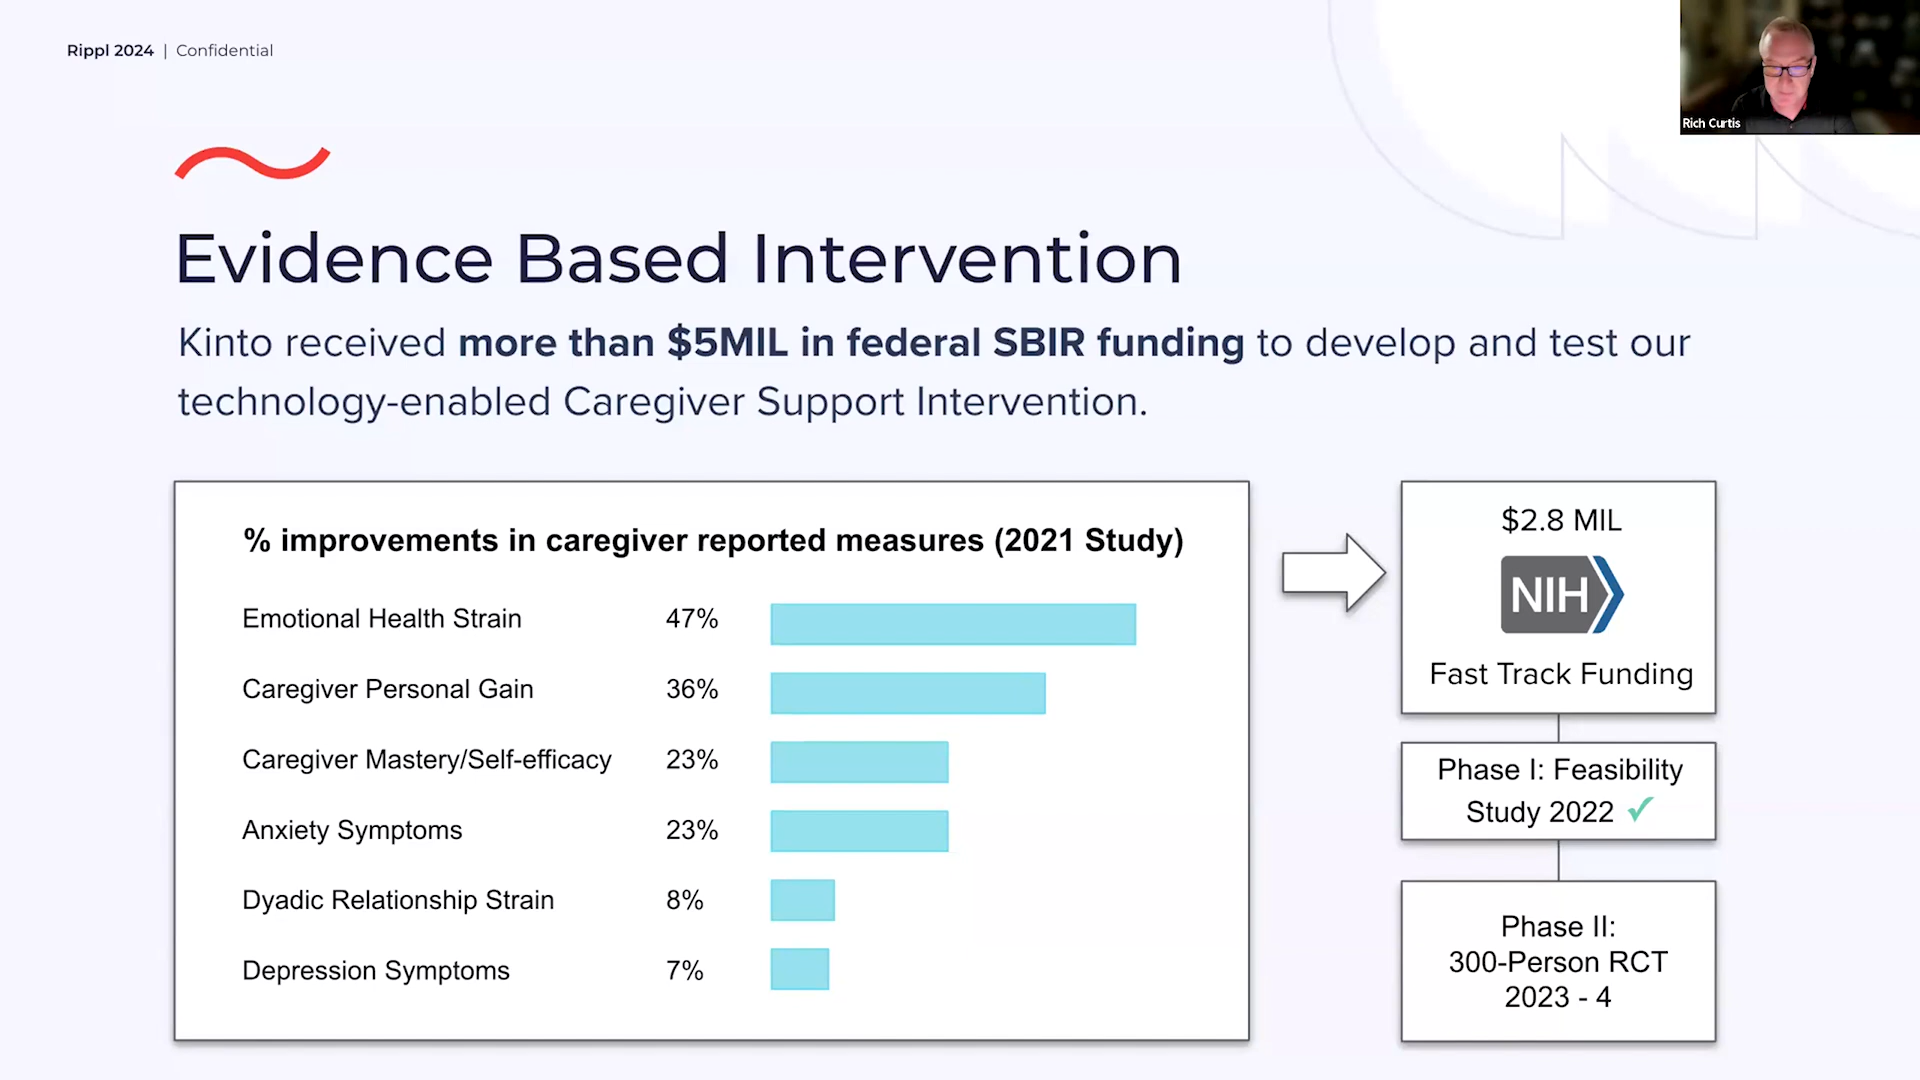 Rippl 2024 | Confidential
Rich Curtis
Evidence Based Intervention
Kinto received more than $5MIL in federal SBIR funding to develop and test our
technology-enabled Caregiver Support Intervention.
% improvements in caregiver reported measures (2021 Study)
Emotional Health Strain 47%
Caregiver Personal Gain 36%
Caregiver Mastery/Self-efficacy 23%
Anxiety Symptoms 23%
Dyadic Relationship Strain 8%
Depression Symptoms 7%
$2.8 MIL
NIH
Fast Track Funding
Phase I: Feasibility
Study 2022 ✓
Phase II:
300-Person RCT
2023 - 4